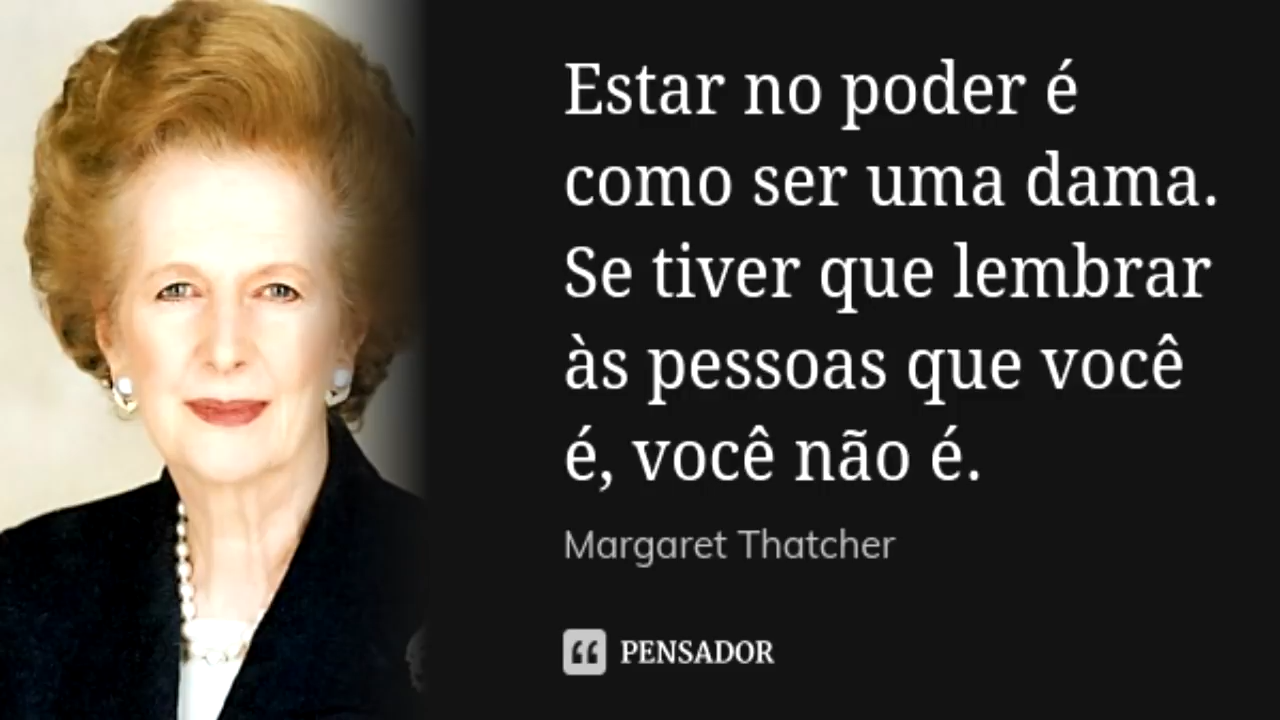 Estar no poder é
como ser uma dama.
Se tiver que lembrar
às pessoas que você
é, você não é.
Margaret Thatcher
PENSADOR